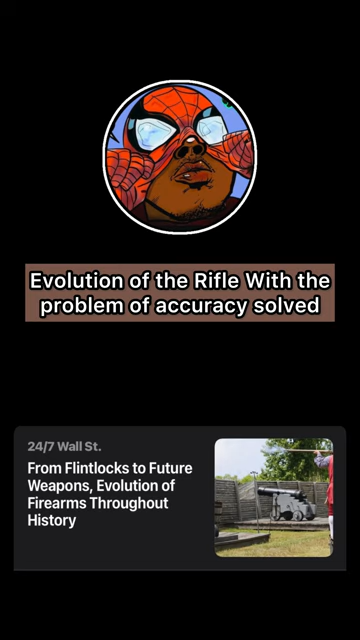 Evolution of the Rifle With the
problem of accuracy solved
24/7 Wall St.
From Flintlocks to Future
Weapons, Evolution of
Firearms Throughout
History